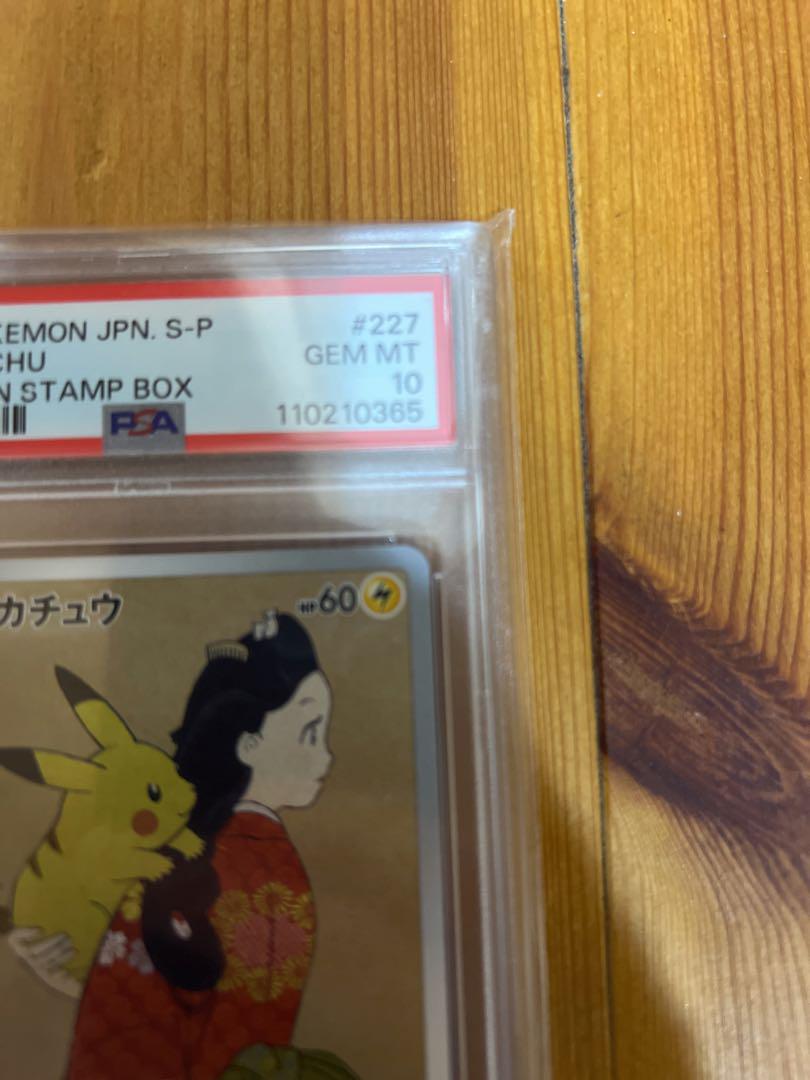 KEMON JPN. S-P #227
CHU GEM MT
N STAMP BOX 10
PSA 110210365
カチュウ HP60